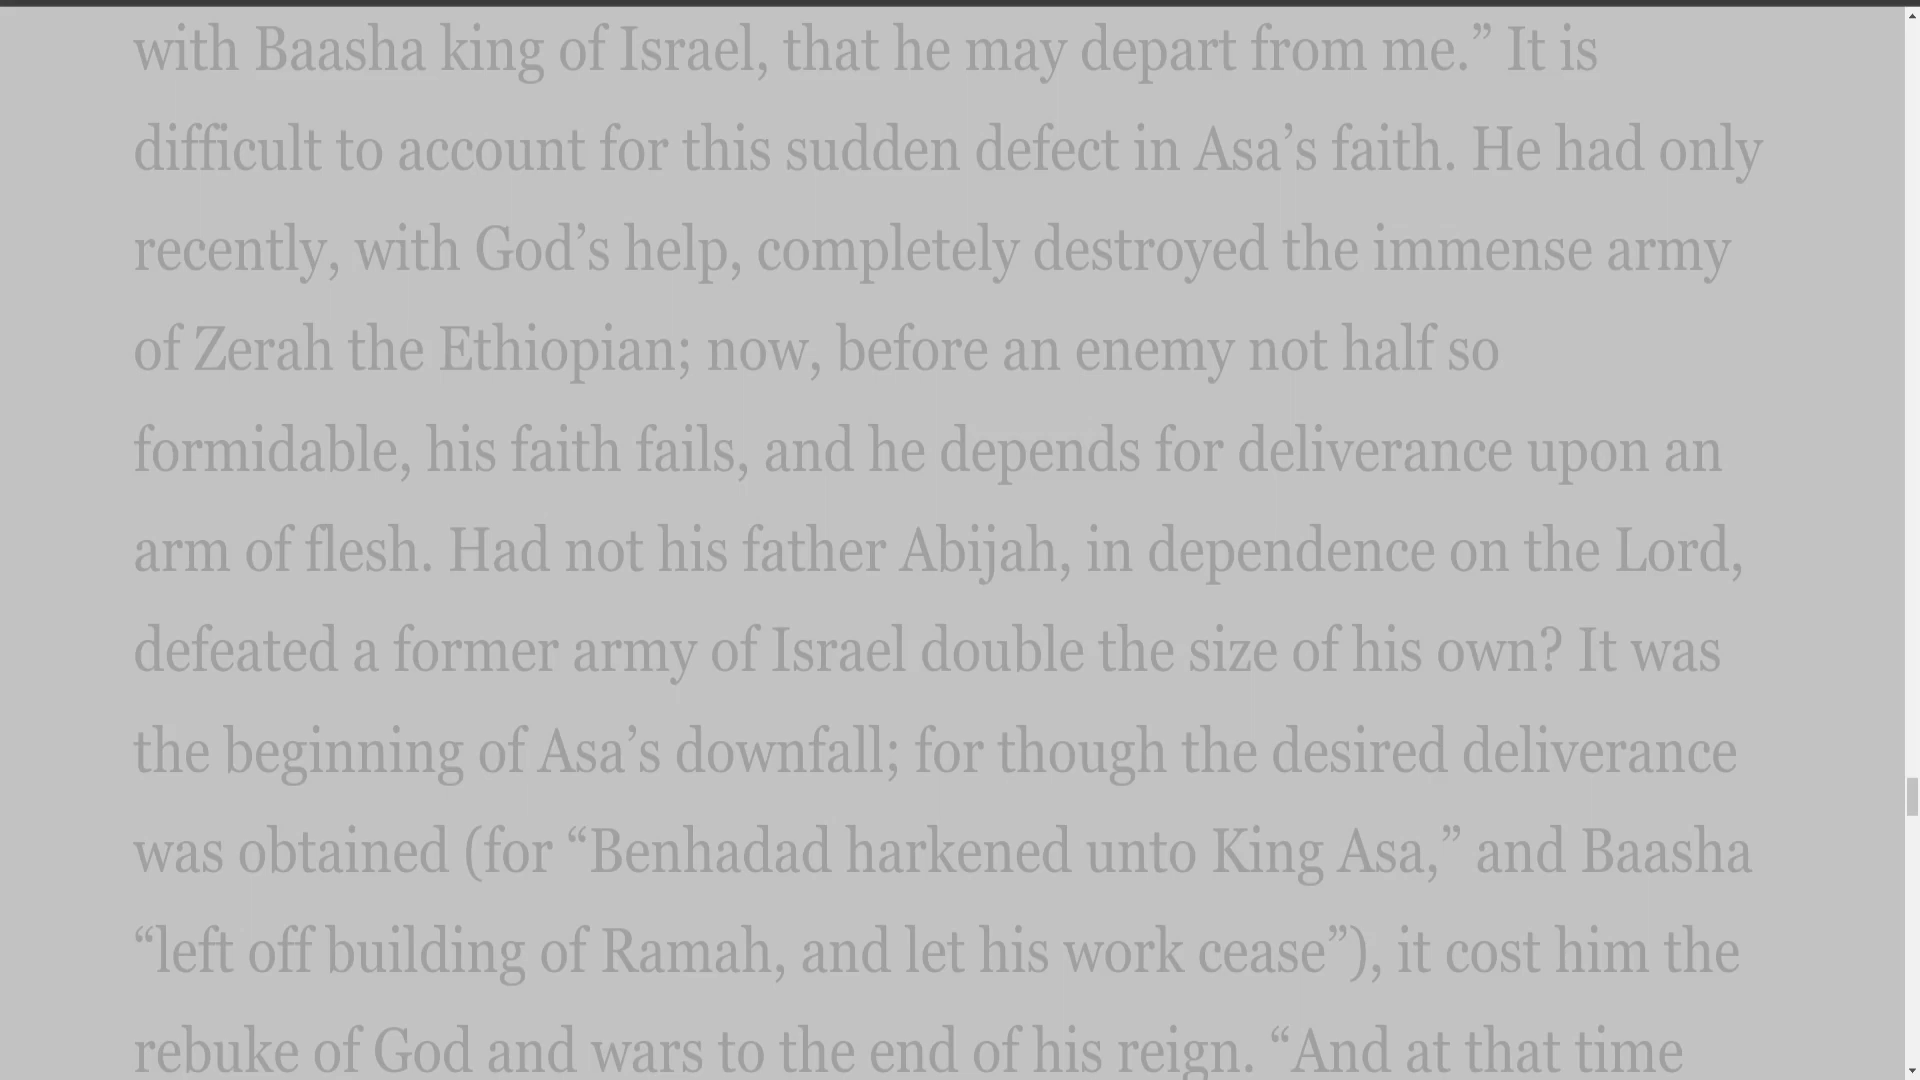 with Baasha king of Israel, that he may depart from me.” It is
difficult to account for this sudden defect in Asa’s faith. He had only
recently, with God’s help, completely destroyed the immense army
of Zerah the Ethiopian; now, before an enemy not half so
formidable, his faith fails, and he depends for deliverance upon an
arm of flesh. Had not his father Abijah, in dependence on the Lord,
defeated a former army of Israel double the size of his own? It was
the beginning of Asa’s downfall; for though the desired deliverance
was obtained (for “Benhadad harkened unto King Asa,” and Baasha
“left off building of Ramah, and let his work cease”), it cost him the
rebuke of God and wars to the end of his reign. “And at that time